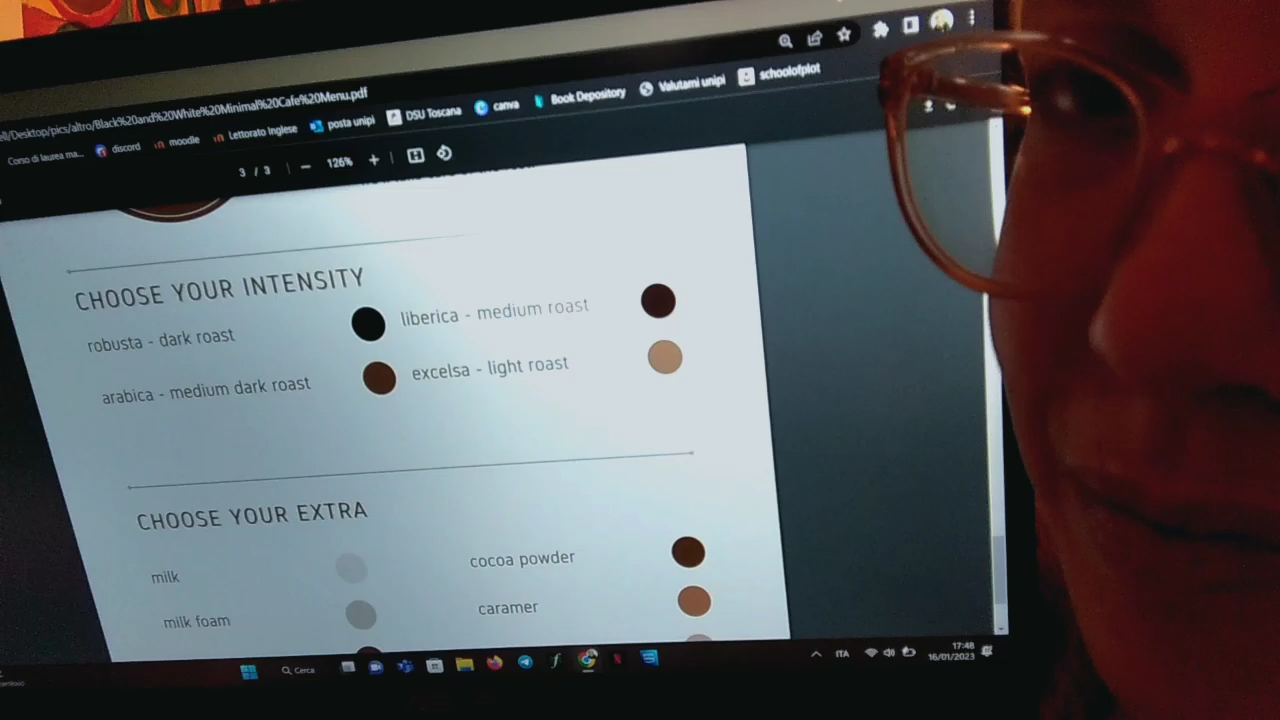 ell/Desktop/pics/altro/Black%20and%20White%20Minimal%20Cafe%20Menu.pdf
Corso di laurea ma... discord moodle Lettorato Inglese posta unipi DSU Toscana canva Book Depository Valutami unipi schoolofplot
3 / 3 126%
CHOOSE YOUR INTENSITY
robusta - dark roast
liberica - medium roast
arabica - medium dark roast
excelsa - light roast
CHOOSE YOUR EXTRA
milk
cocoa powder
milk foam
caramer
Cerca
ITA
17:48
16/01/2023